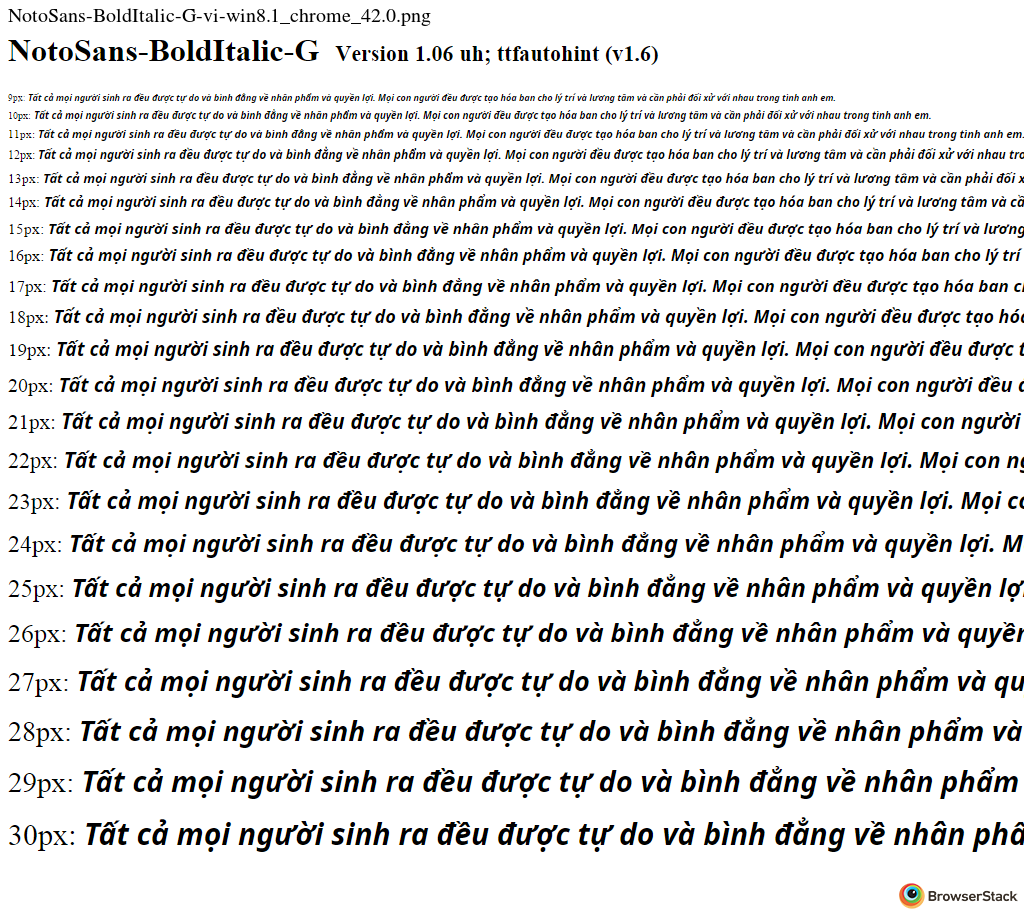 NotoSans-BoldItalic-G-vi-win8.1_chrome_42.0.png
NotoSans-BoldItalic-G Version 1.06 uh; ttfautohint (v1.6)
9px: Tất cả mọi người sinh ra đều được tự do và bình đẳng về nhân phẩm và quyền lợi. Mọi con người đều được tạo hóa ban cho lý trí và lương tâm và cần phải đối xử với nhau trong tình anh em.
10px: Tất cả mọi người sinh ra đều được tự do và bình đẳng về nhân phẩm và quyền lợi. Mọi con người đều được tạo hóa ban cho lý trí và lương tâm và cần phải đối xử với nhau trong tình anh em.
11px: Tất cả mọi người sinh ra đều được tự do và bình đẳng về nhân phẩm và quyền lợi. Mọi con người đều được tạo hóa ban cho lý trí và lương tâm và cần phải đối xử với nhau trong tình anh em.
12px: Tất cả mọi người sinh ra đều được tự do và bình đẳng về nhân phẩm và quyền lợi. Mọi con người đều được tạo hóa ban cho lý trí và lương tâm và cần phải đối xử với nhau tro
13px: Tất cả mọi người sinh ra đều được tự do và bình đẳng về nhân phẩm và quyền lợi. Mọi con người đều được tạo hóa ban cho lý trí và lương tâm và cần phải đối x
14px: Tất cả mọi người sinh ra đều được tự do và bình đẳng về nhân phẩm và quyền lợi. Mọi con người đều được tạo hóa ban cho lý trí và lương tâm và cầ
15px: Tất cả mọi người sinh ra đều được tự do và bình đẳng về nhân phẩm và quyền lợi. Mọi con người đều được tạo hóa ban cho lý trí và lương
16px: Tất cả mọi người sinh ra đều được tự do và bình đẳng về nhân phẩm và quyền lợi. Mọi con người đều được tạo hóa ban cho lý trí
17px: Tất cả mọi người sinh ra đều được tự do và bình đẳng về nhân phẩm và quyền lợi. Mọi con người đều được tạo hóa ban c
18px: Tất cả mọi người sinh ra đều được tự do và bình đẳng về nhân phẩm và quyền lợi. Mọi con người đều được tạo hó
19px: Tất cả mọi người sinh ra đều được tự do và bình đẳng về nhân phẩm và quyền lợi. Mọi con người đều được t
20px: Tất cả mọi người sinh ra đều được tự do và bình đẳng về nhân phẩm và quyền lợi. Mọi con người đều
21px: Tất cả mọi người sinh ra đều được tự do và bình đẳng về nhân phẩm và quyền lợi. Mọi con người
22px: Tất cả mọi người sinh ra đều được tự do và bình đẳng về nhân phẩm và quyền lợi. Mọi con n
23px: Tất cả mọi người sinh ra đều được tự do và bình đẳng về nhân phẩm và quyền lợi. Mọi c
24px: Tất cả mọi người sinh ra đều được tự do và bình đẳng về nhân phẩm và quyền lợi. M
25px: Tất cả mọi người sinh ra đều được tự do và bình đẳng về nhân phẩm và quyền lợi
26px: Tất cả mọi người sinh ra đều được tự do và bình đẳng về nhân phẩm và quyền
27px: Tất cả mọi người sinh ra đều được tự do và bình đẳng về nhân phẩm và qu
28px: Tất cả mọi người sinh ra đều được tự do và bình đẳng về nhân phẩm và
29px: Tất cả mọi người sinh ra đều được tự do và bình đẳng về nhân phẩm
30px: Tất cả mọi người sinh ra đều được tự do và bình đẳng về nhân phẩ
BrowserStack